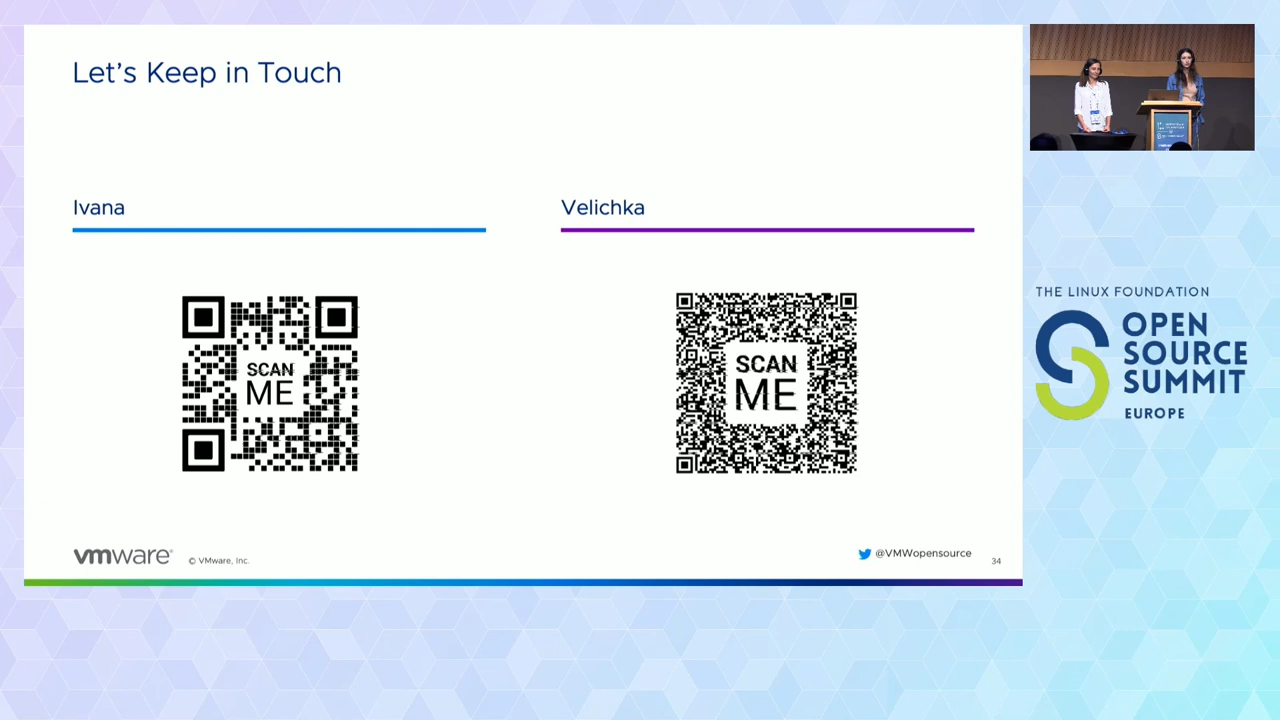 Let's Keep in Touch
Ivana
Velichka
SCAN
ME
SCAN
ME
vmware®
© VMware, Inc.
@VMWopensource
34
THE LINUX FOUNDATION
OPEN
SOURCE
SUMMIT
EUROPE